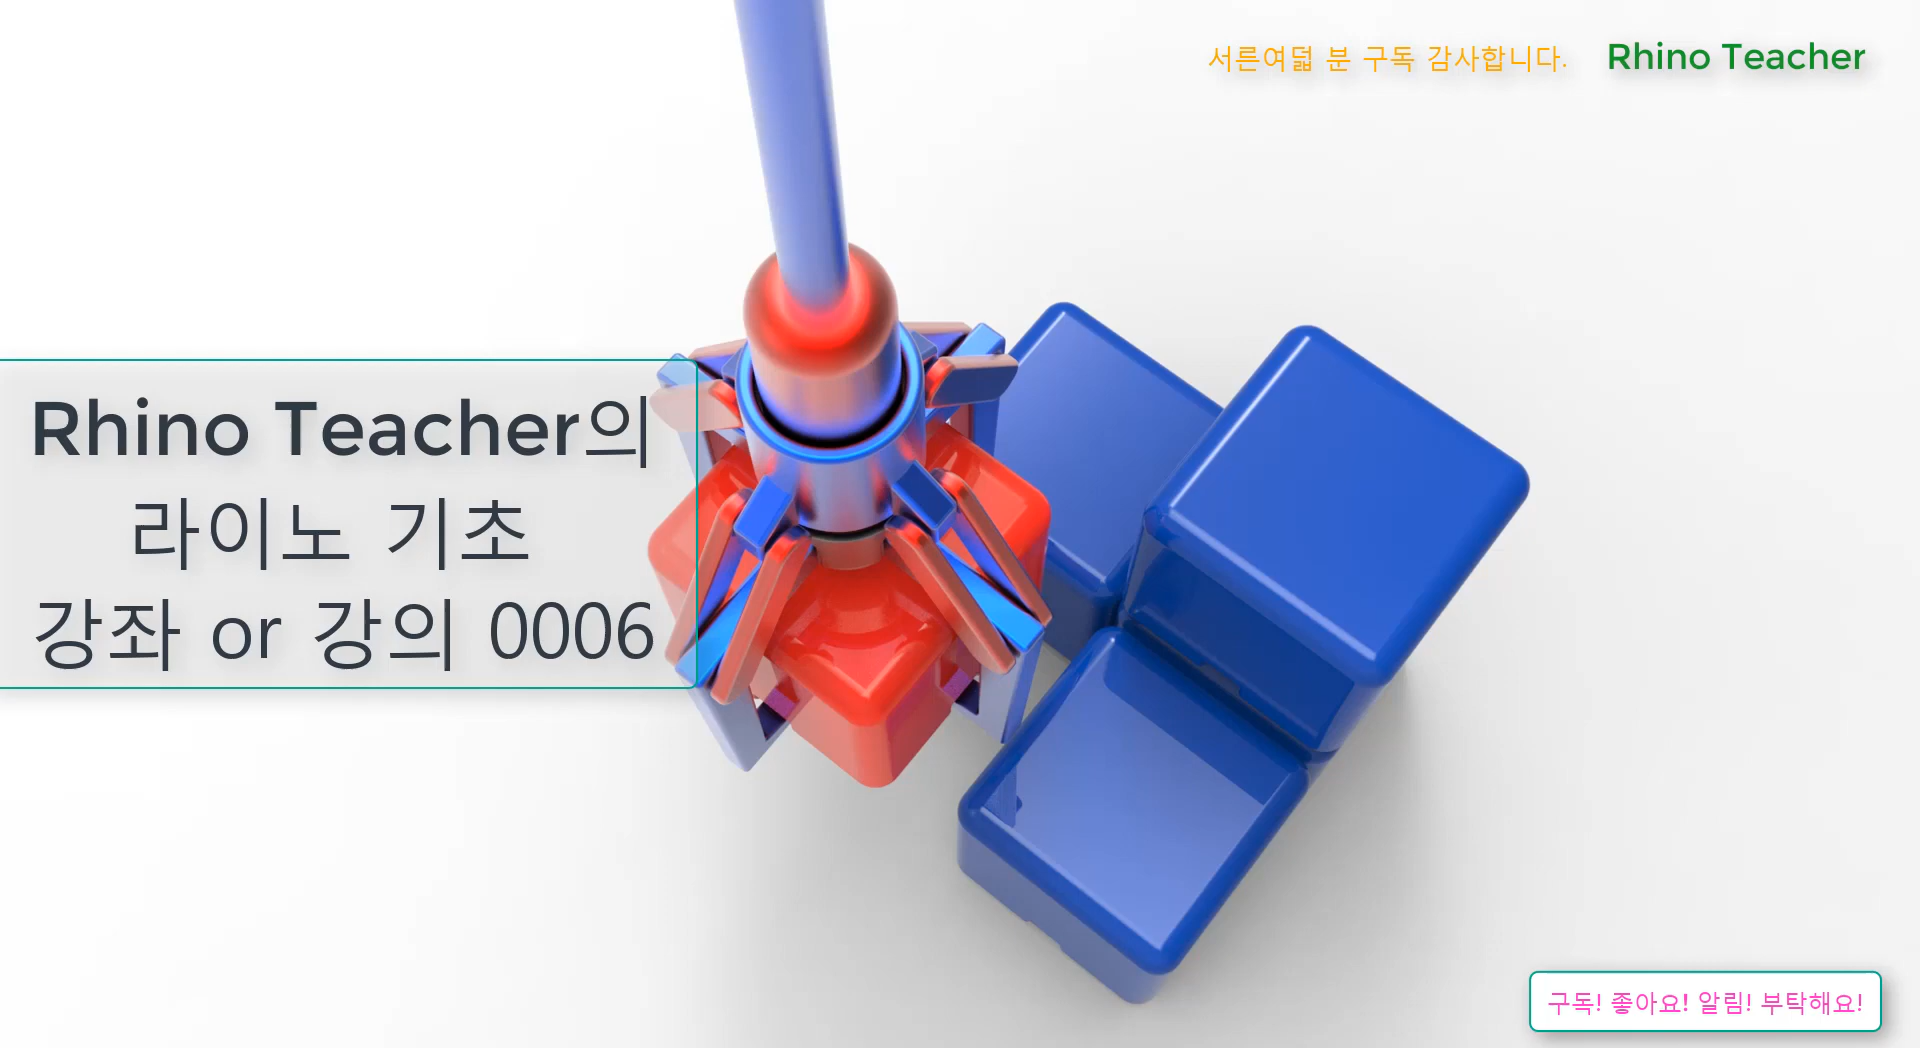 서른여덟 분 구독 감사합니다.
Rhino Teacher
Rhino Teacher의
라이노 기초
강좌 or 강의 0006
구독! 좋아요! 알림! 부탁해요!